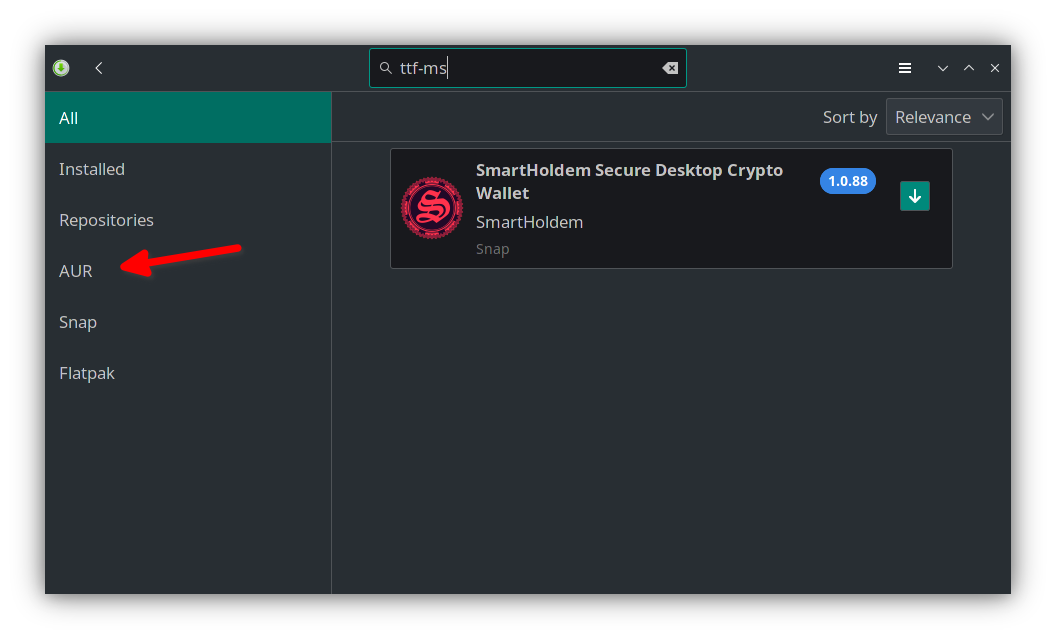 ttf-ms
All
Sort by Relevance
Installed
SmartHoldem Secure Desktop Crypto
Wallet
1.0.88
SmartHoldem
Snap
Repositories
AUR
Snap
Flatpak